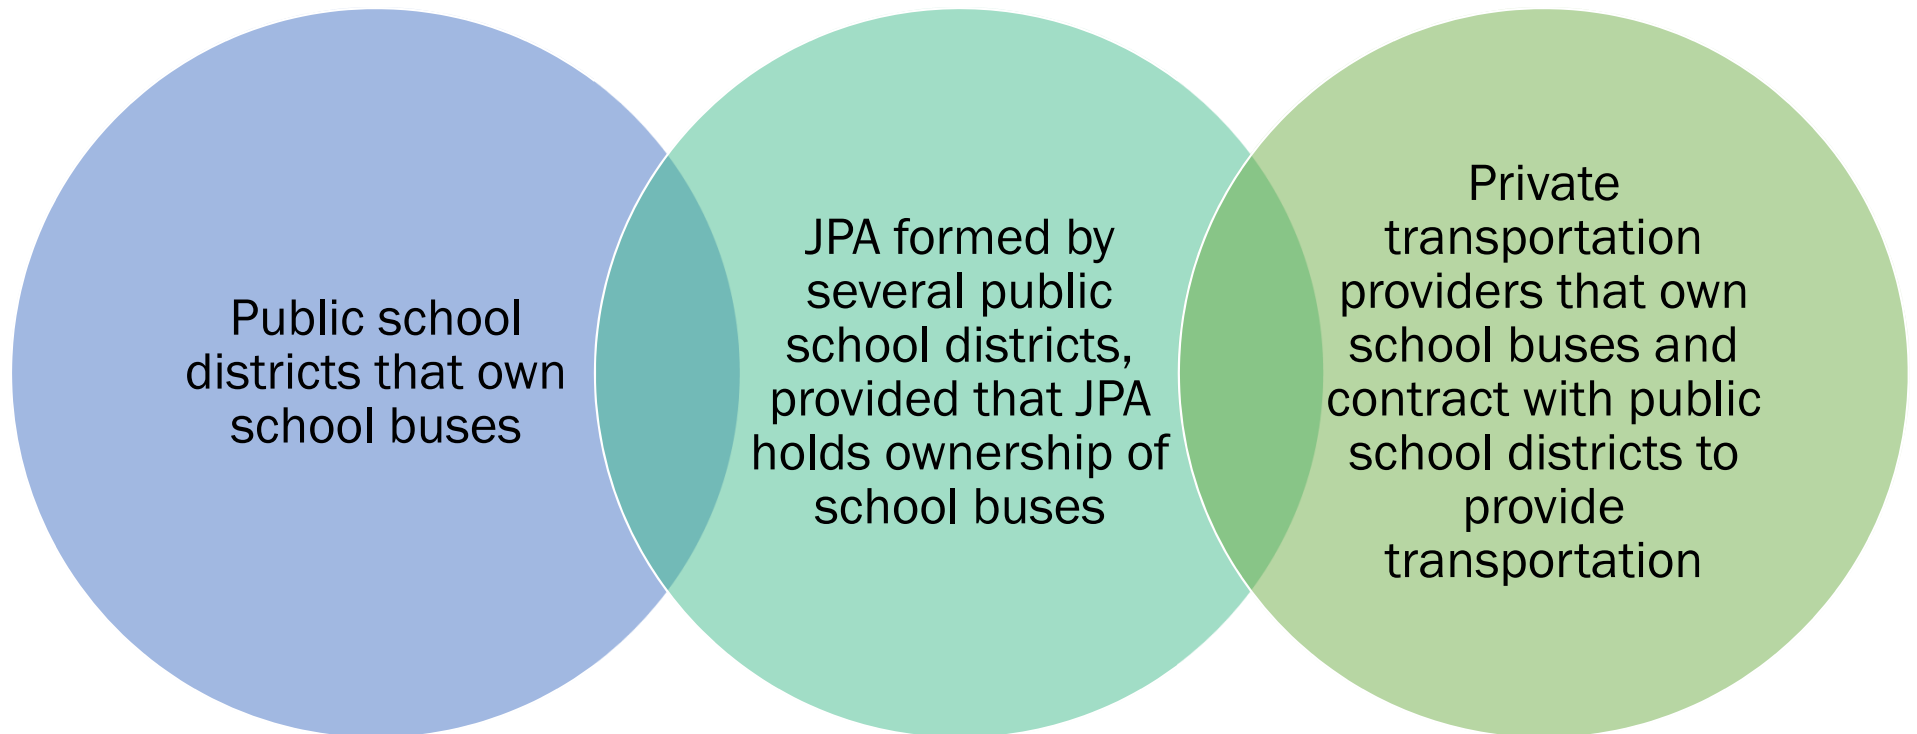 Public school
districts that own
school buses
JPA formed by
several public
school districts,
provided that JPA
holds ownership of
school buses
Private
transportation
providers that own
school buses and
contract with public
school districts to
provide
transportation